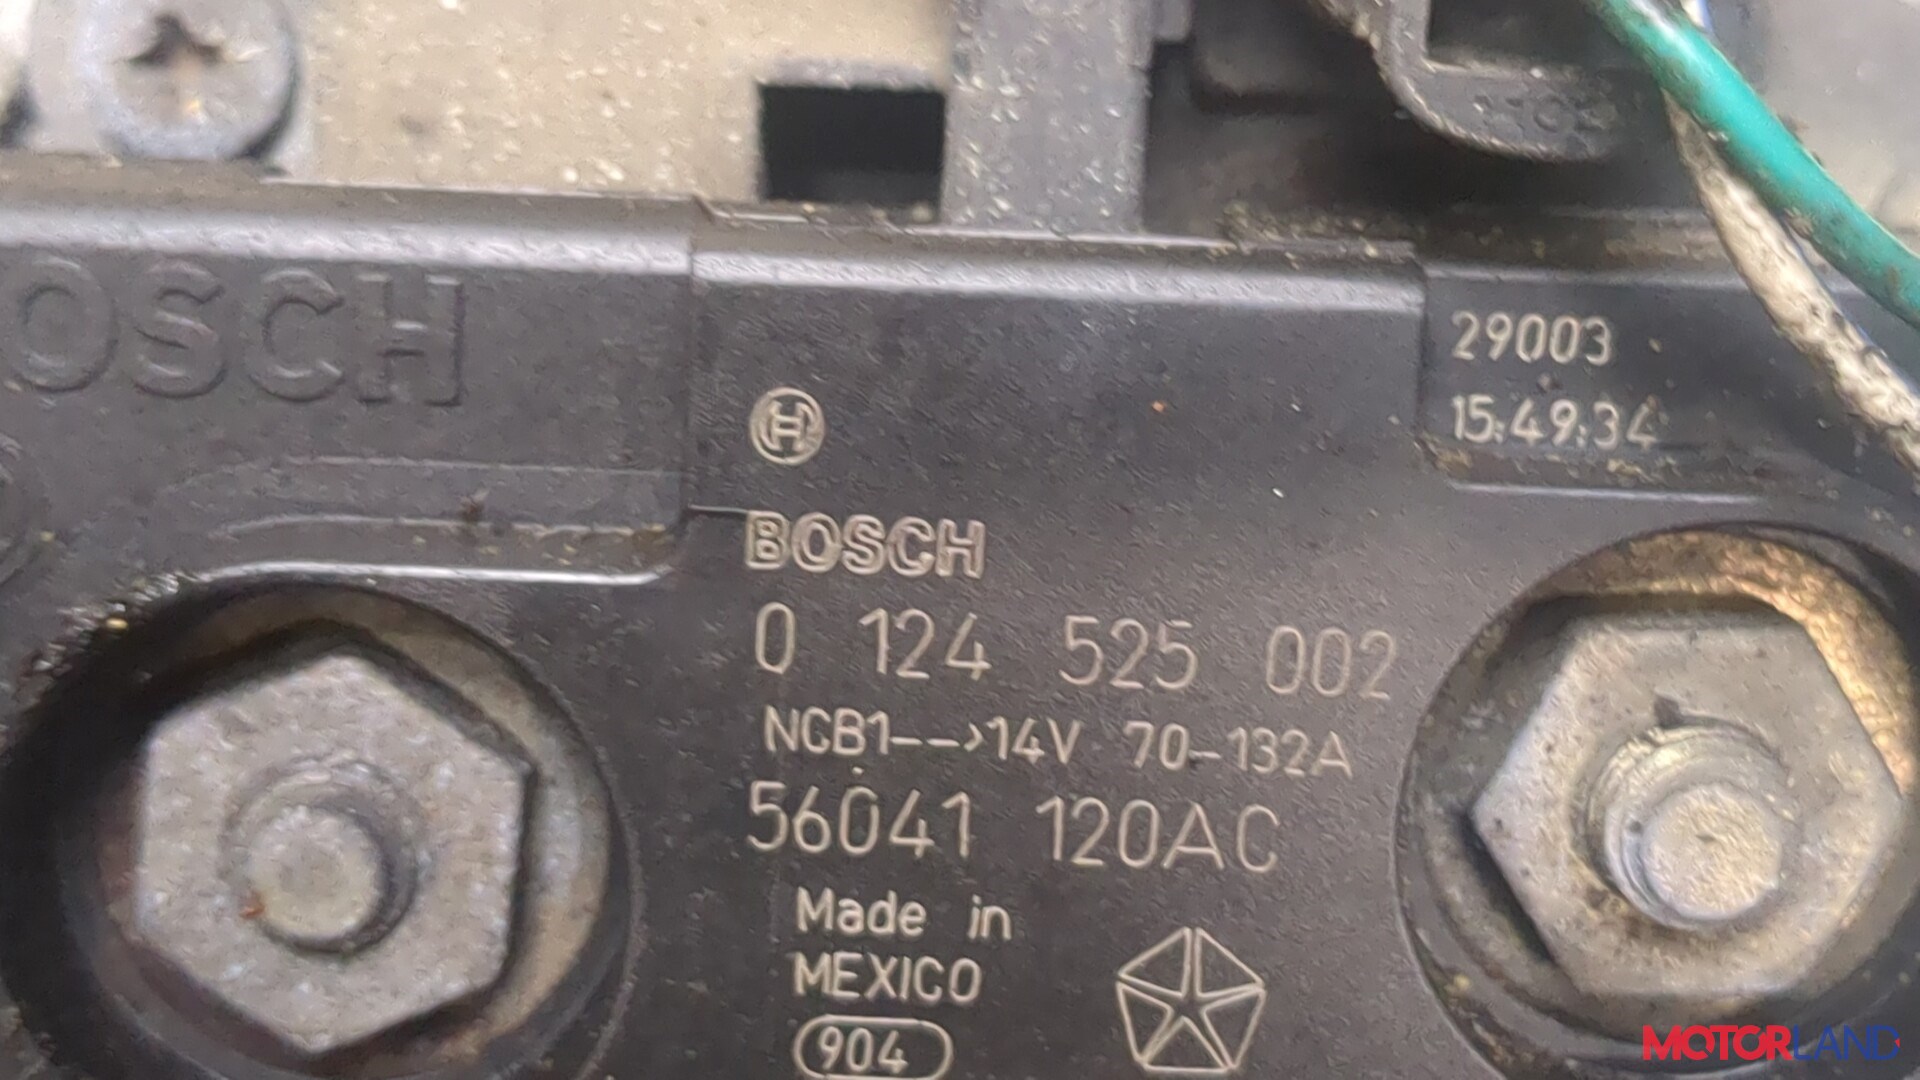 OSCH
29003
15:49:34
BOSCH
0 124 525 002
NCB1-->14V 70-132A
56041 120AC
Made in
MEXICO
904
MOTORLAND